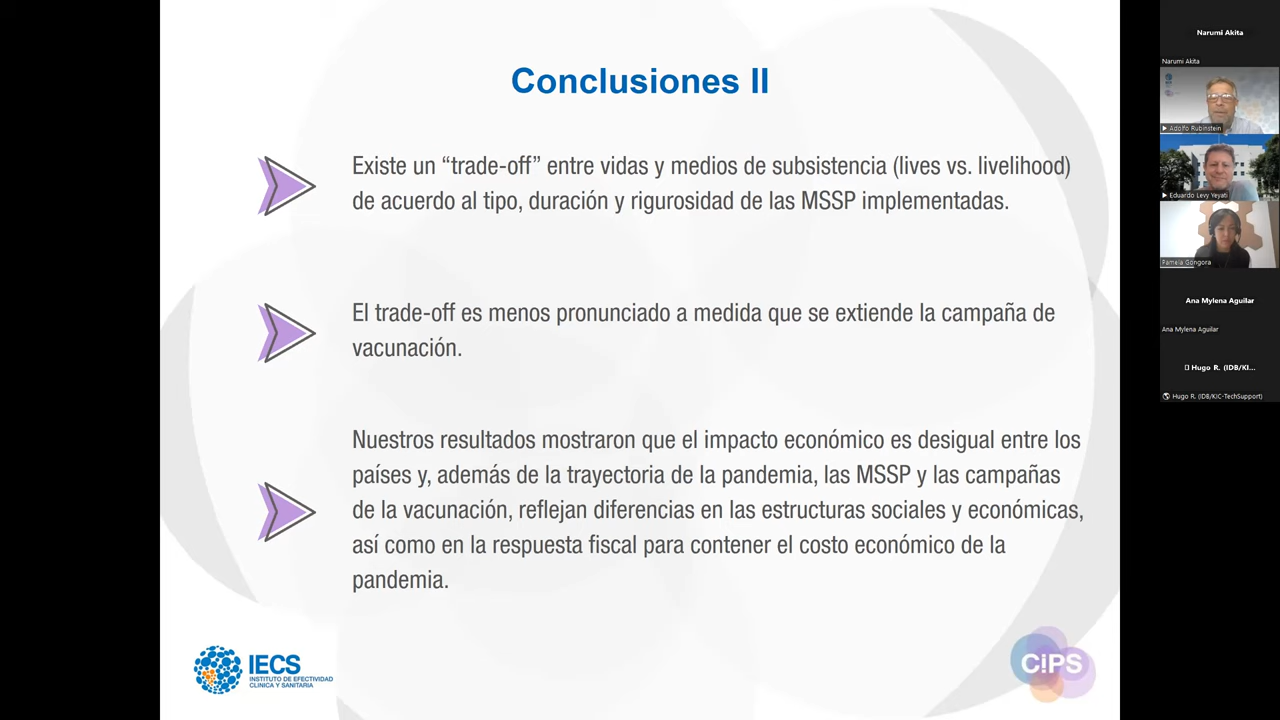 Conclusiones II
Existe un “trade-off” entre vidas y medios de subsistencia (lives vs. livelihood)
de acuerdo al tipo, duración y rigurosidad de las MSSP implementadas.
El trade-off es menos pronunciado a medida que se extiende la campaña de
vacunación.
Nuestros resultados mostraron que el impacto económico es desigual entre los
países y, además de la trayectoria de la pandemia, las MSSP y las campañas
de la vacunación, reflejan diferencias en las estructuras sociales y económicas,
así como en la respuesta fiscal para contener el costo económico de la
pandemia.
IECS
INSTITUTO DE EFECTIVIDAD
CLINICA Y SANITARIA
CiPS
Narumi Akita
Narumi Akita
Adolfo Rubinstein
Eduardo Levy Yeyati
Pamela Gongora
Ana Mylena Aguilar
Ana Mylena Aguilar
Hugo R. (IDB/KI...
Hugo R. (IDB/KIC-TechSupport)